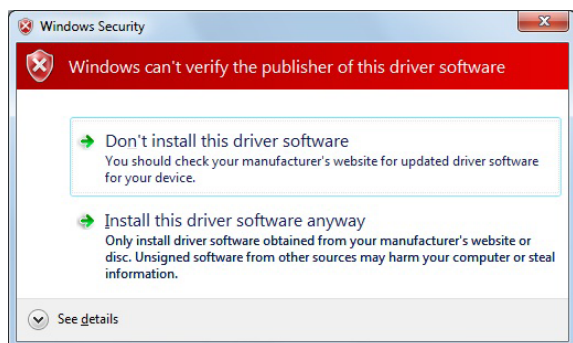 Windows Security
Windows can't verify the publisher of this driver software
Don't install this driver software
You should check your manufacturer's website for updated driver software
for your device.
Install this driver software anyway
Only install driver software obtained from your manufacturer's website or
disc. Unsigned software from other sources may harm your computer or steal
information.
See details